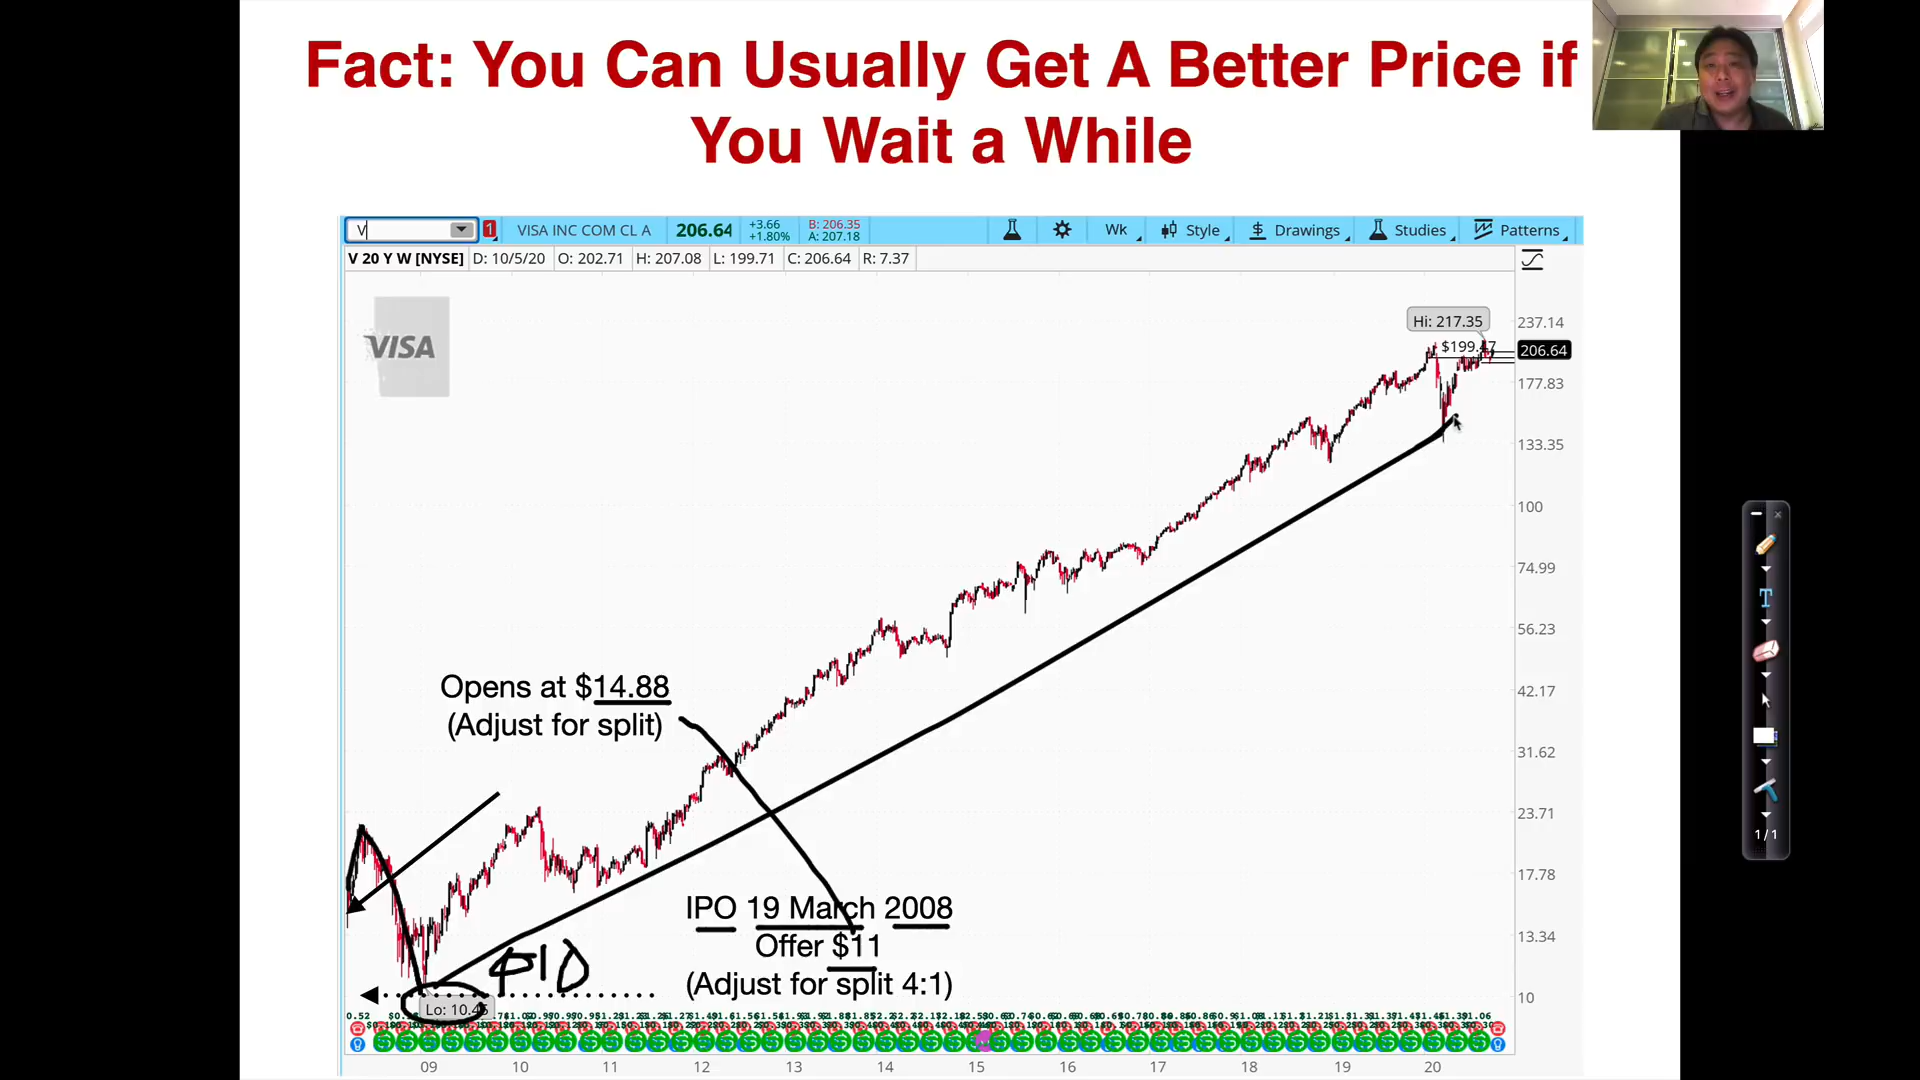 Fact: You Can Usually Get A Better Price if
You Wait a While
V
1
VISA INC COM CL A
206.64
+3.66
+1.80%
B: 206.35
A: 207.18
Wk
Style
$ Drawings
Studies
Patterns
V 20 Y W [NYSE]
D: 10/5/20
O: 202.71
H: 207.08
L: 199.71
C: 206.64
R: 7.37
VISA
Hi: 217.35
$199.47
237.14
206.64
177.83
133.35
100
74.99
56.23
42.17
31.62
23.71
17.78
13.34
10
Opens at $14.88
(Adjust for split)
IPO 19 March 2008
Offer $11
(Adjust for split 4:1)
$10
Lo: 10.45
09 10 11 12 13 14 15 16 17 18 19 20
T
1/1